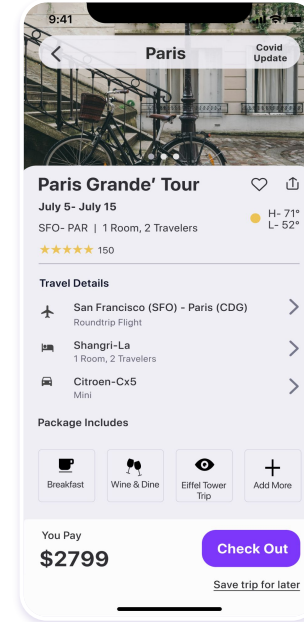 9:41
Paris
Covid
Update
Paris Grande’ Tour
July 5- July 15
SFO- PAR | 1 Room, 2 Travelers
H- 71°
L- 52°
150
Travel Details
San Francisco (SFO) - Paris (CDG)
Roundtrip Flight
Shangri-La
1 Room, 2 Travelers
Citroen-Cx5
Mini
Package Includes
Breakfast
Wine & Dine
Eiffel Tower
Trip
Add More
You Pay
$2799
Check Out
Save trip for later